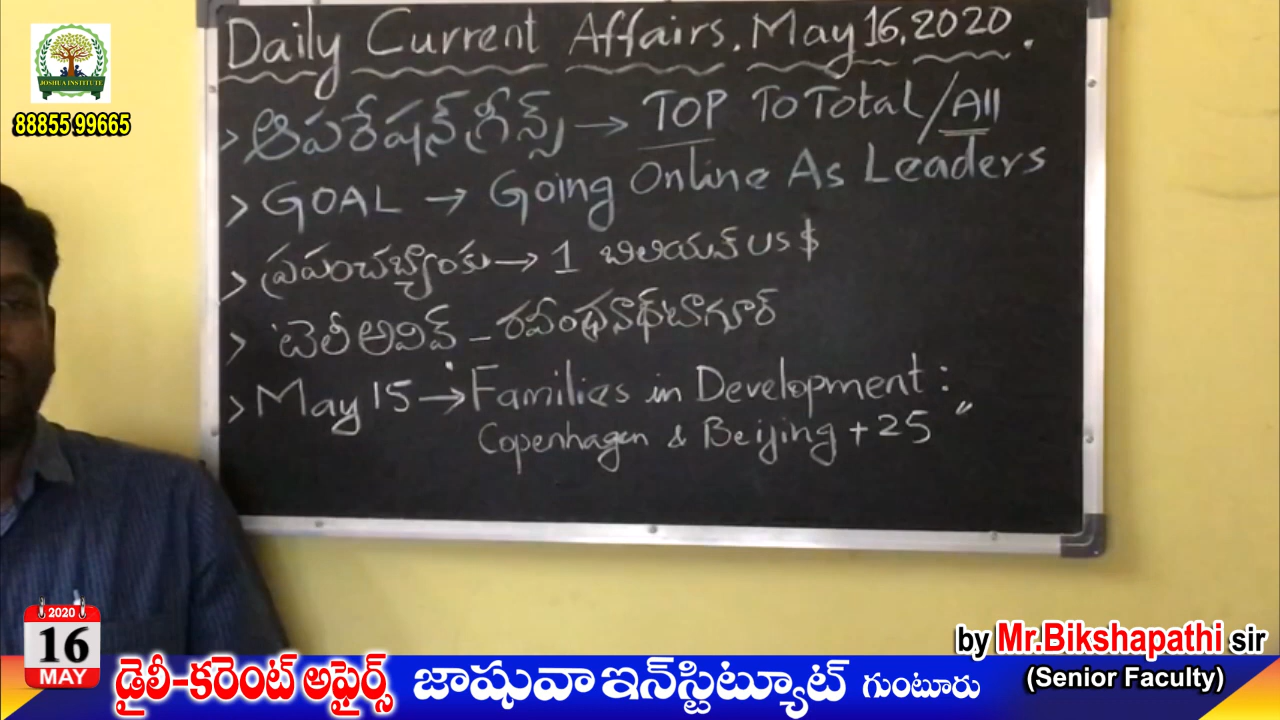 JOSHUA INSTITUTE
88855 99665
Daily Current Affairs. May 16, 2020.
> ఆపరేషన్ గ్రీన్స్ → TOP To Total / All
> GOAL → Going Online As Leaders
> ప్రపంచబ్యాంకు → 1 బిలియన్ US $
> టెలీఅవివ్ - రవీంద్రనాథ్ టాగూర్
> May 15 → Families in Development :
Copenhagen & Beijing + 25 "
2020
16
MAY
by Mr.Bikshapathi sir
(Senior Faculty)
డైలీ-కరెంట్ అఫైర్స్ జాషువా ఇన్‌స్టిట్యూట్ గుంటూరు